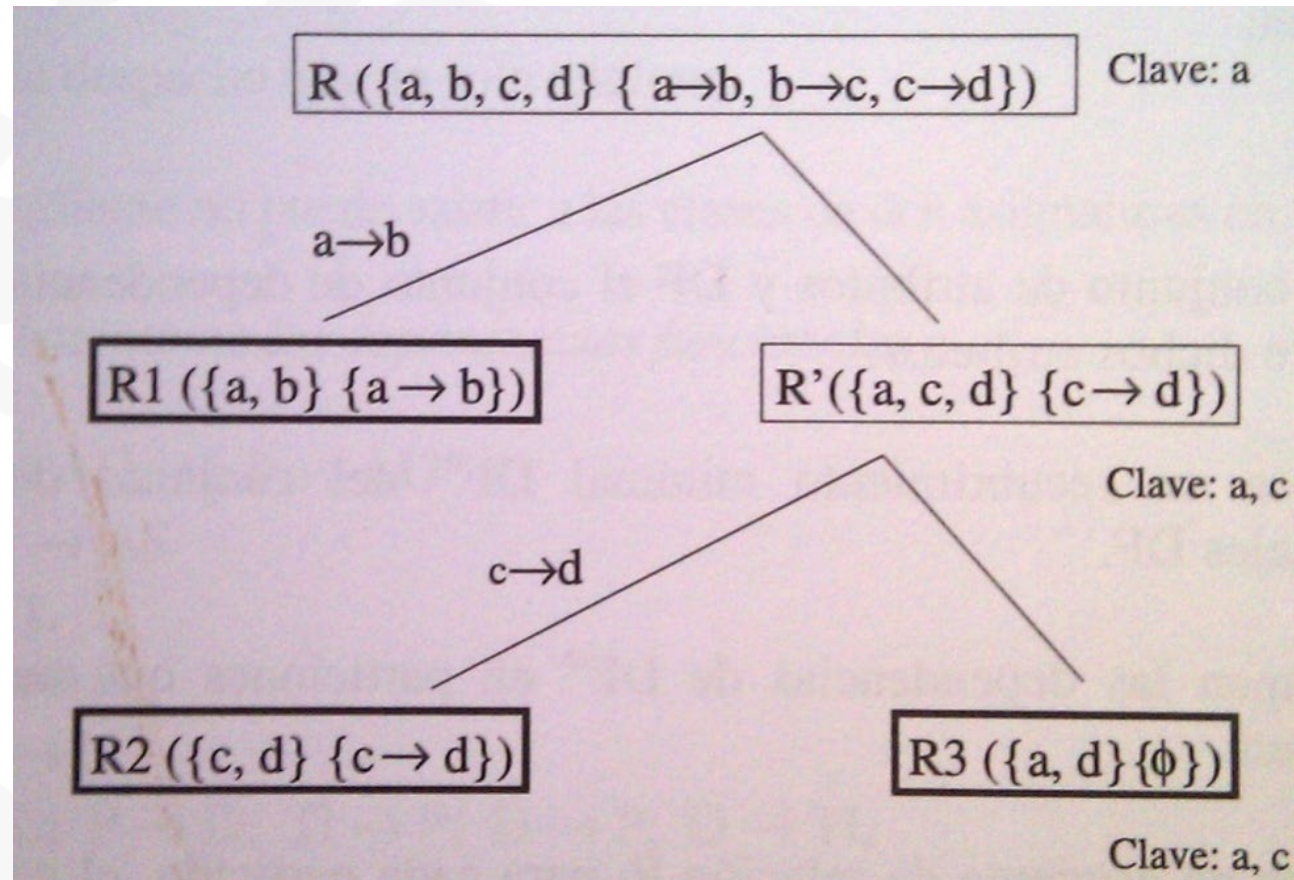 R ({a, b, c, d} { a→b, b→c, c→d})
Clave: a
a→b
R1 ({a, b} {a→b})
R’({a, c, d} {c→d})
Clave: a, c
c→d
R2 ({c, d} {c→d})
R3 ({a, d}{ϕ})
Clave: a, c